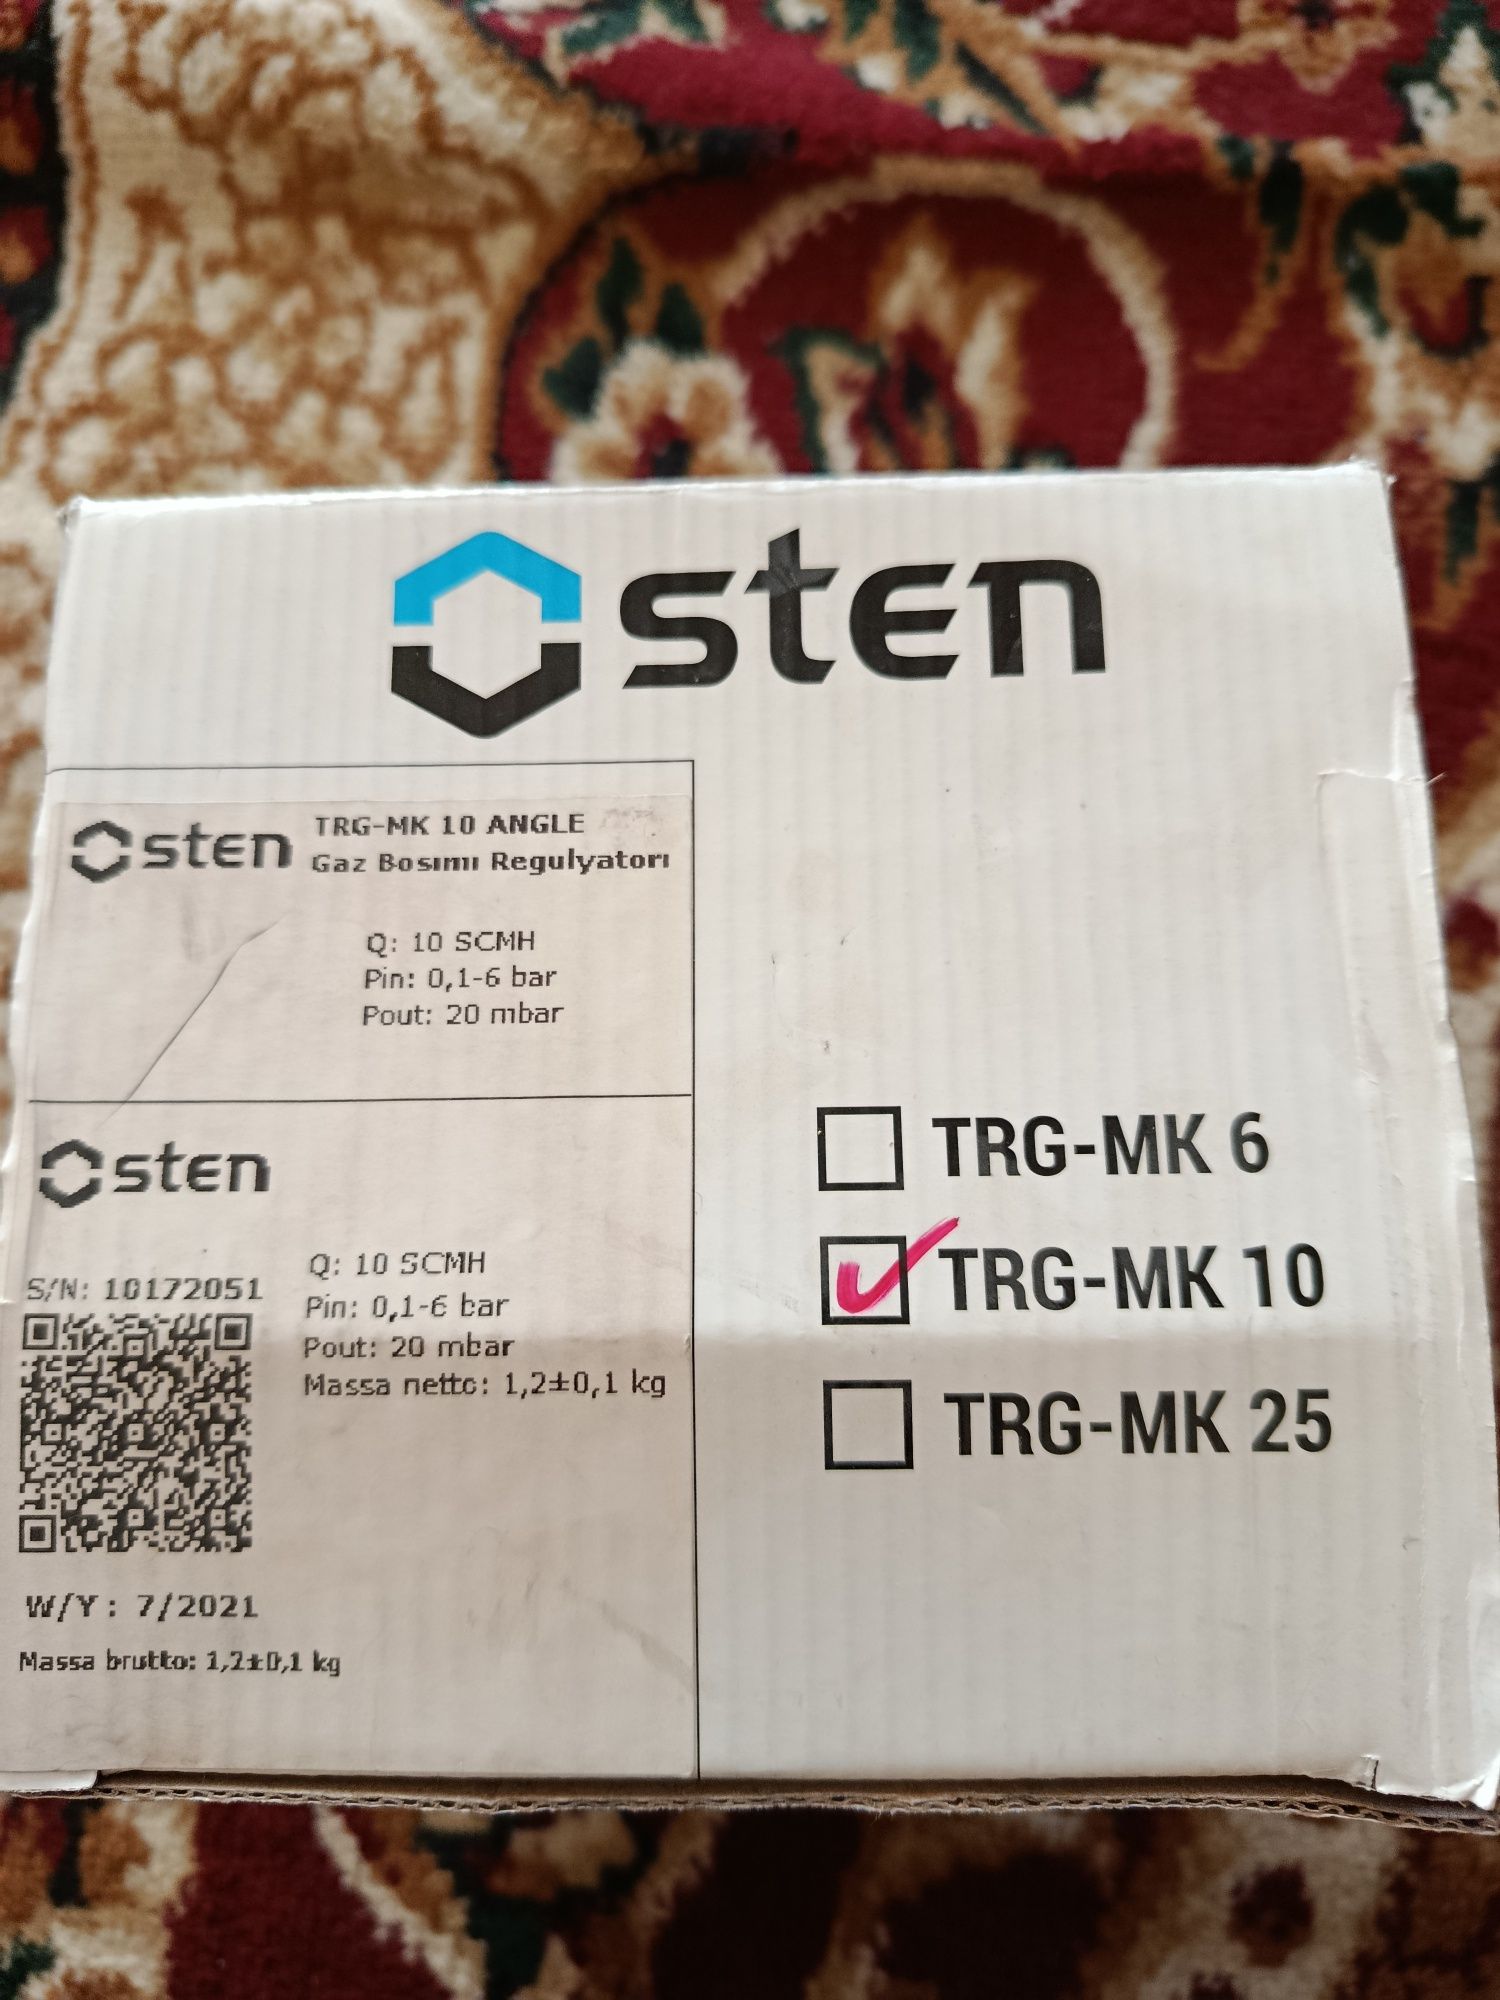 sten
sten
TRG-MK 10 ANGLE
Gaz Bosımlı Regulyatorı
Q: 10 SCMH
Pin: 0,1-6 bar
Pout: 20 mbar
sten
S/N: 10172051
Q: 10 SCMH
Pin: 0,1-6 bar
Pout: 20 mbar
Massa netto: 1,2±0,1 kg
W/Y: 7/2021
Massa brutto: 1,2±0,1 kg
TRG-MK 6
TRG-MK 10
TRG-MK 25